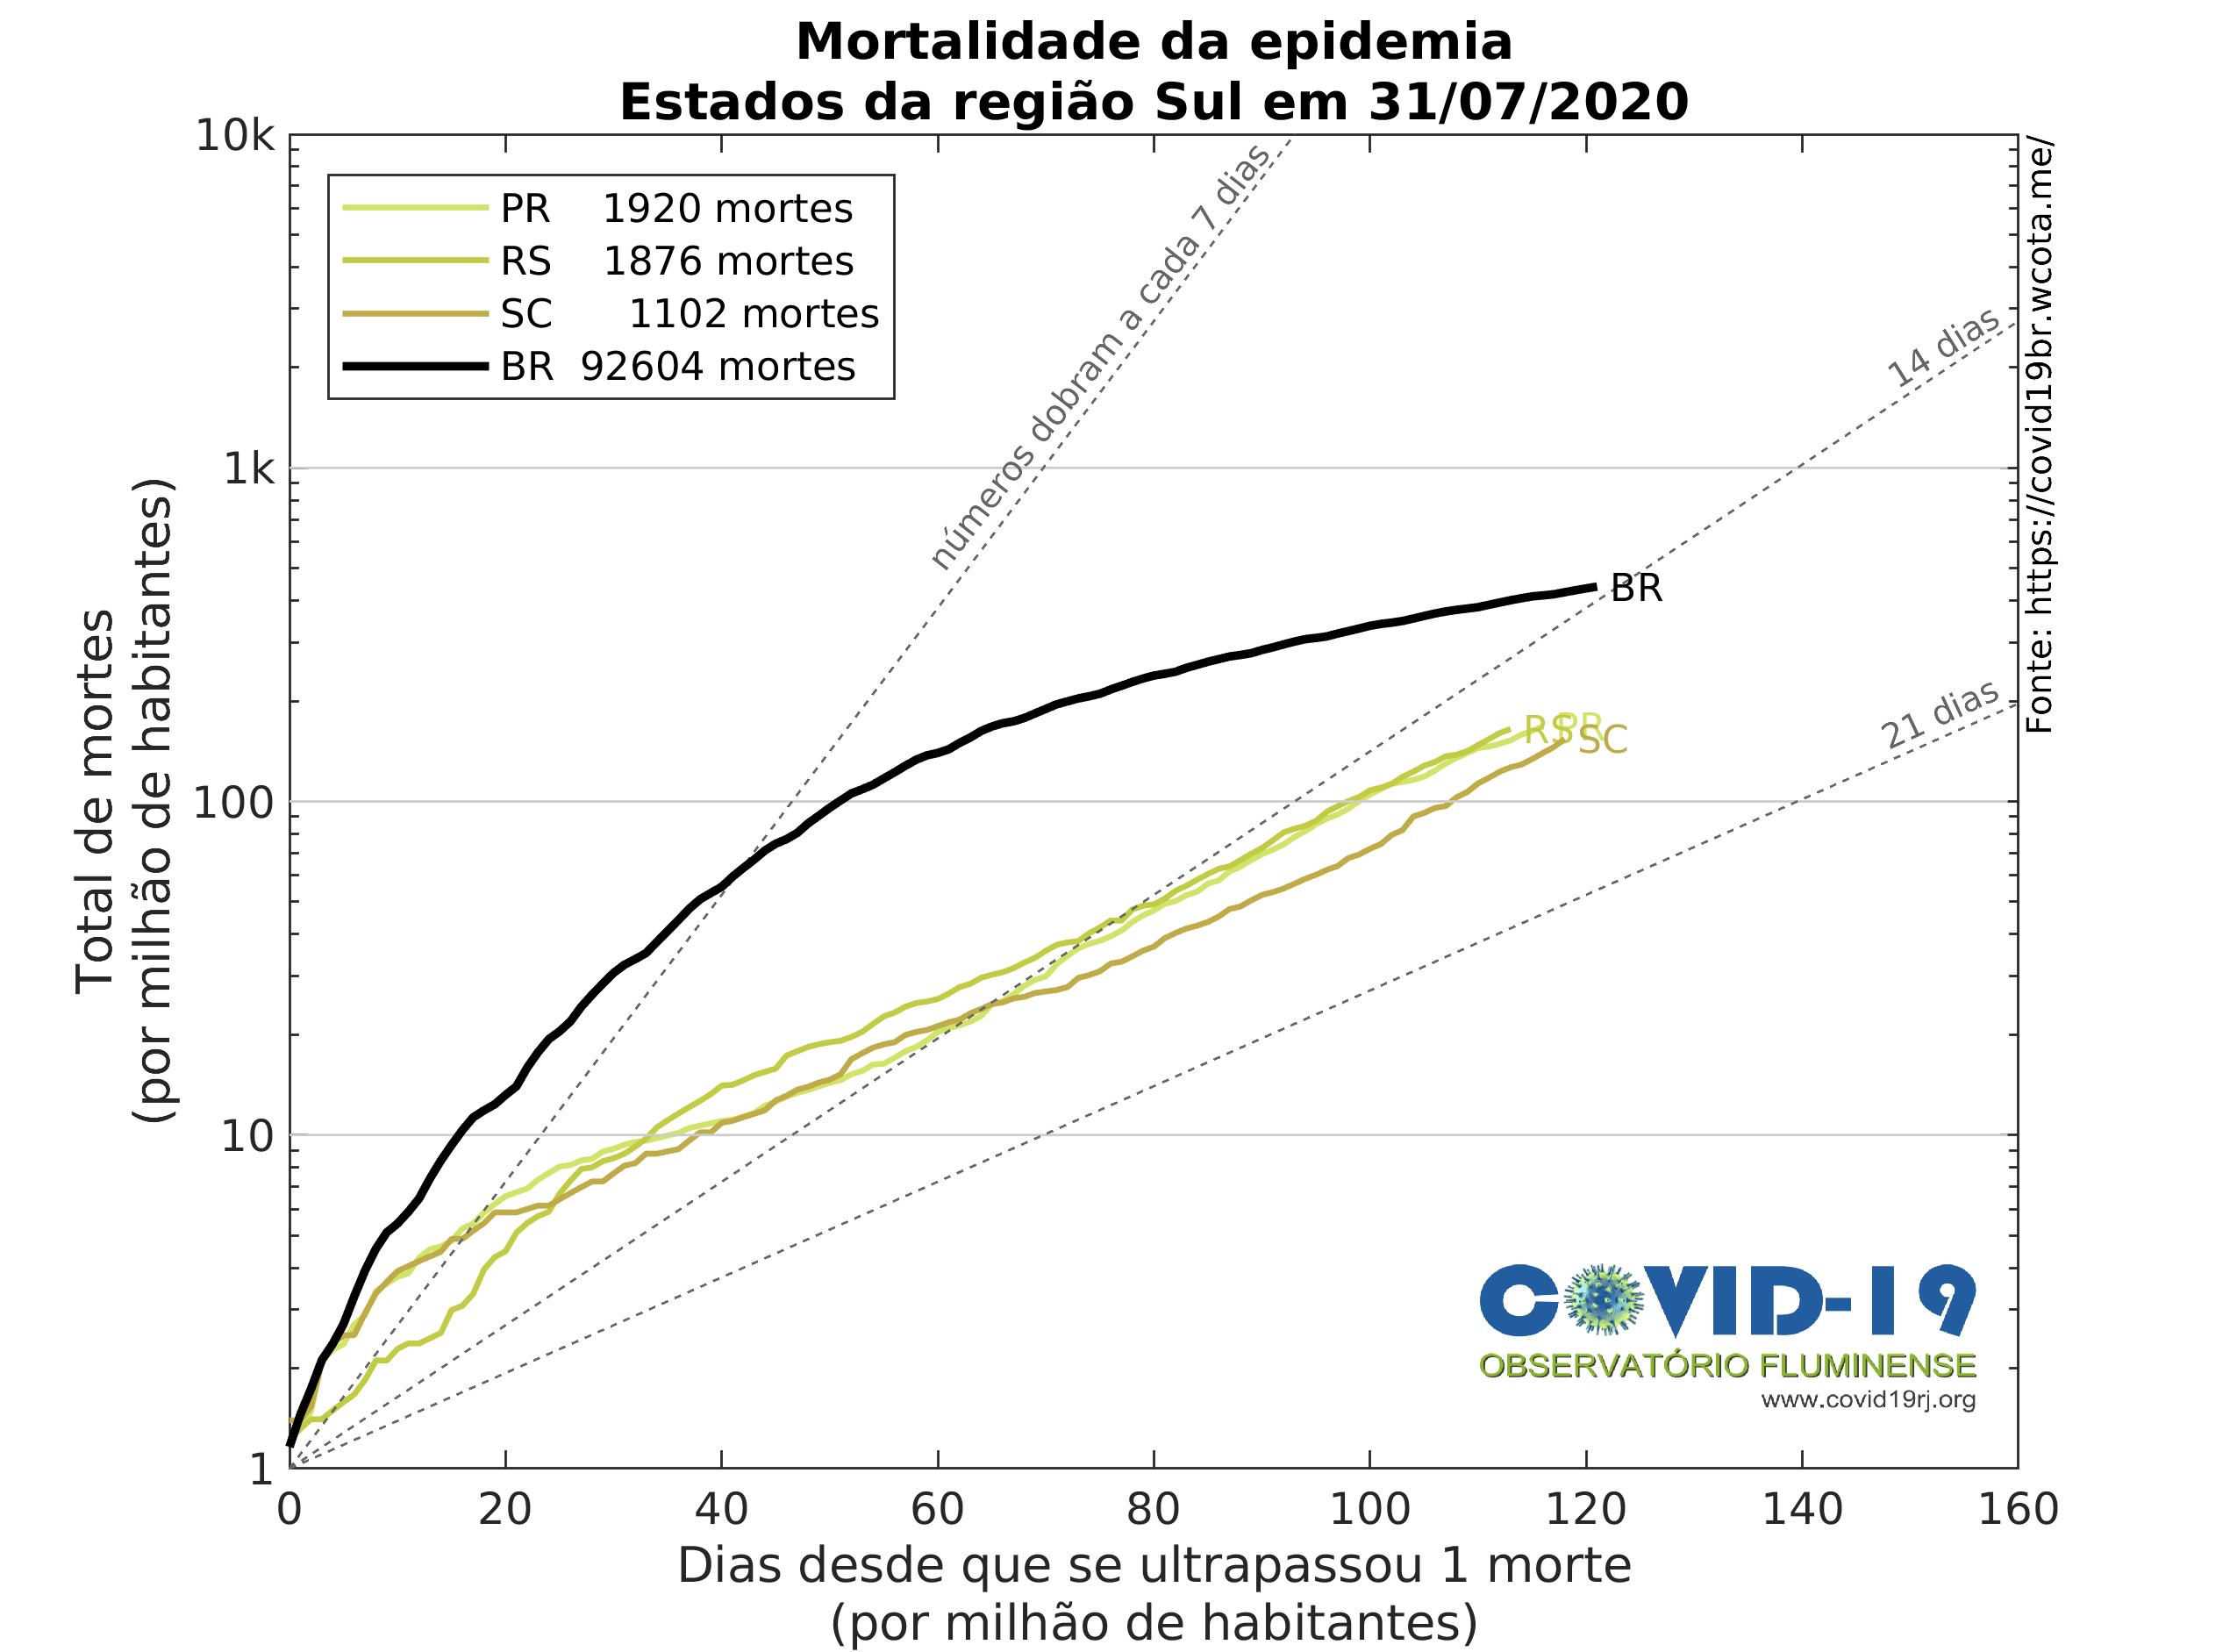 Mortalidade da epidemia
Estados da região Sul em 31/07/2020
10k
1k
100
10
1
Total de mortes
(por milhão de habitantes)
PR 1920 mortes
RS 1876 mortes
SC 1102 mortes
BR 92604 mortes
números dobram a cada 7 dias
14 dias
21 dias
BR
RS
PR
SC
Fonte: https://covid19br.wcota.me/
COVID-19
OBSERVATÓRIO FLUMINENSE
www.covid19rj.org
0 20 40 60 80 100 120 140 160
Dias desde que se ultrapassou 1 morte
(por milhão de habitantes)